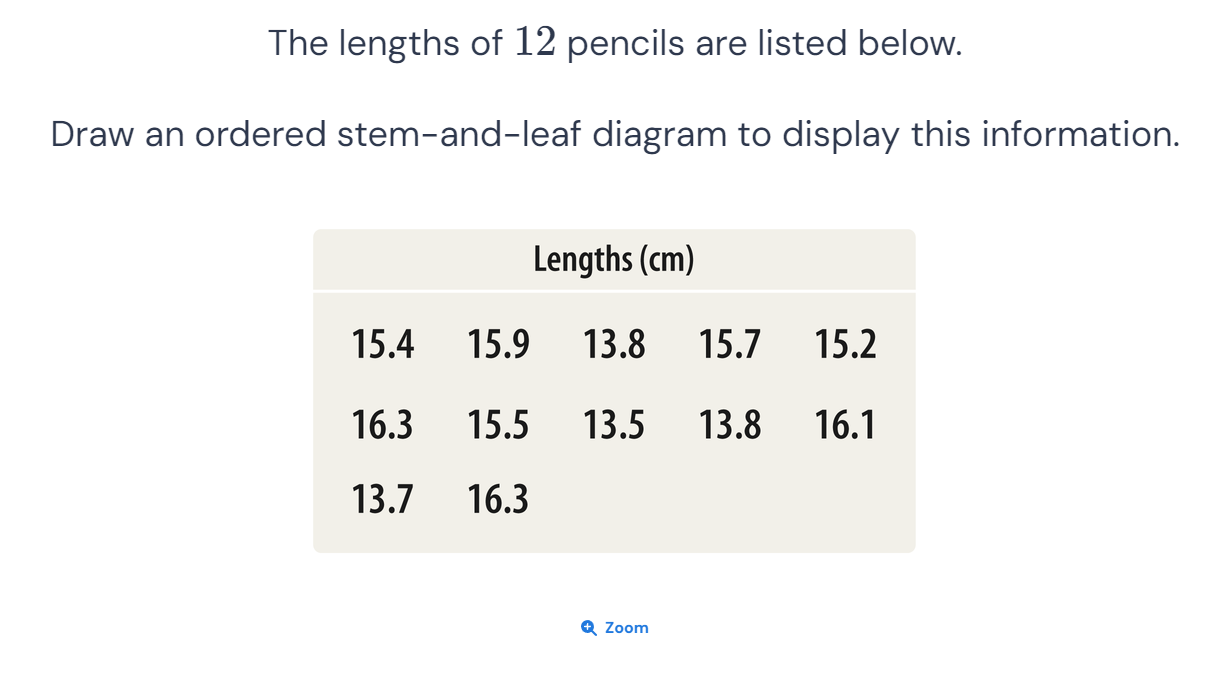 The lengths of 12 pencils are listed below.
Draw an ordered stem-and-leaf diagram to display this information.
Lengths (cm)
15.4 15.9 13.8 15.7 15.2
16.3 15.5 13.5 13.8 16.1
13.7 16.3
Zoom